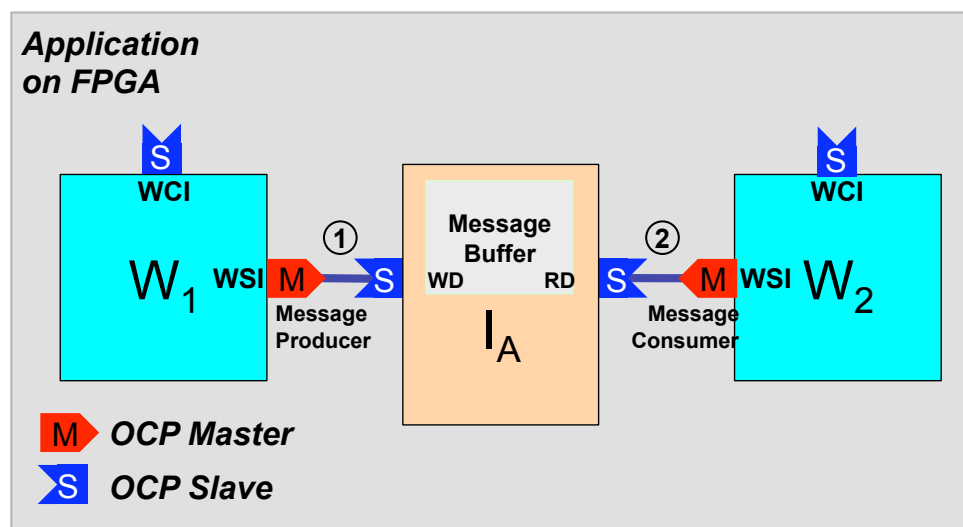 Application
on FPGA
S
WCI
S
WCI
W1
WSI
M
1
S
Message
Producer
Message
Buffer
WD
RD
IA
S
2
M
WSI
W2
Message
Consumer
M
OCP Master
S
OCP Slave